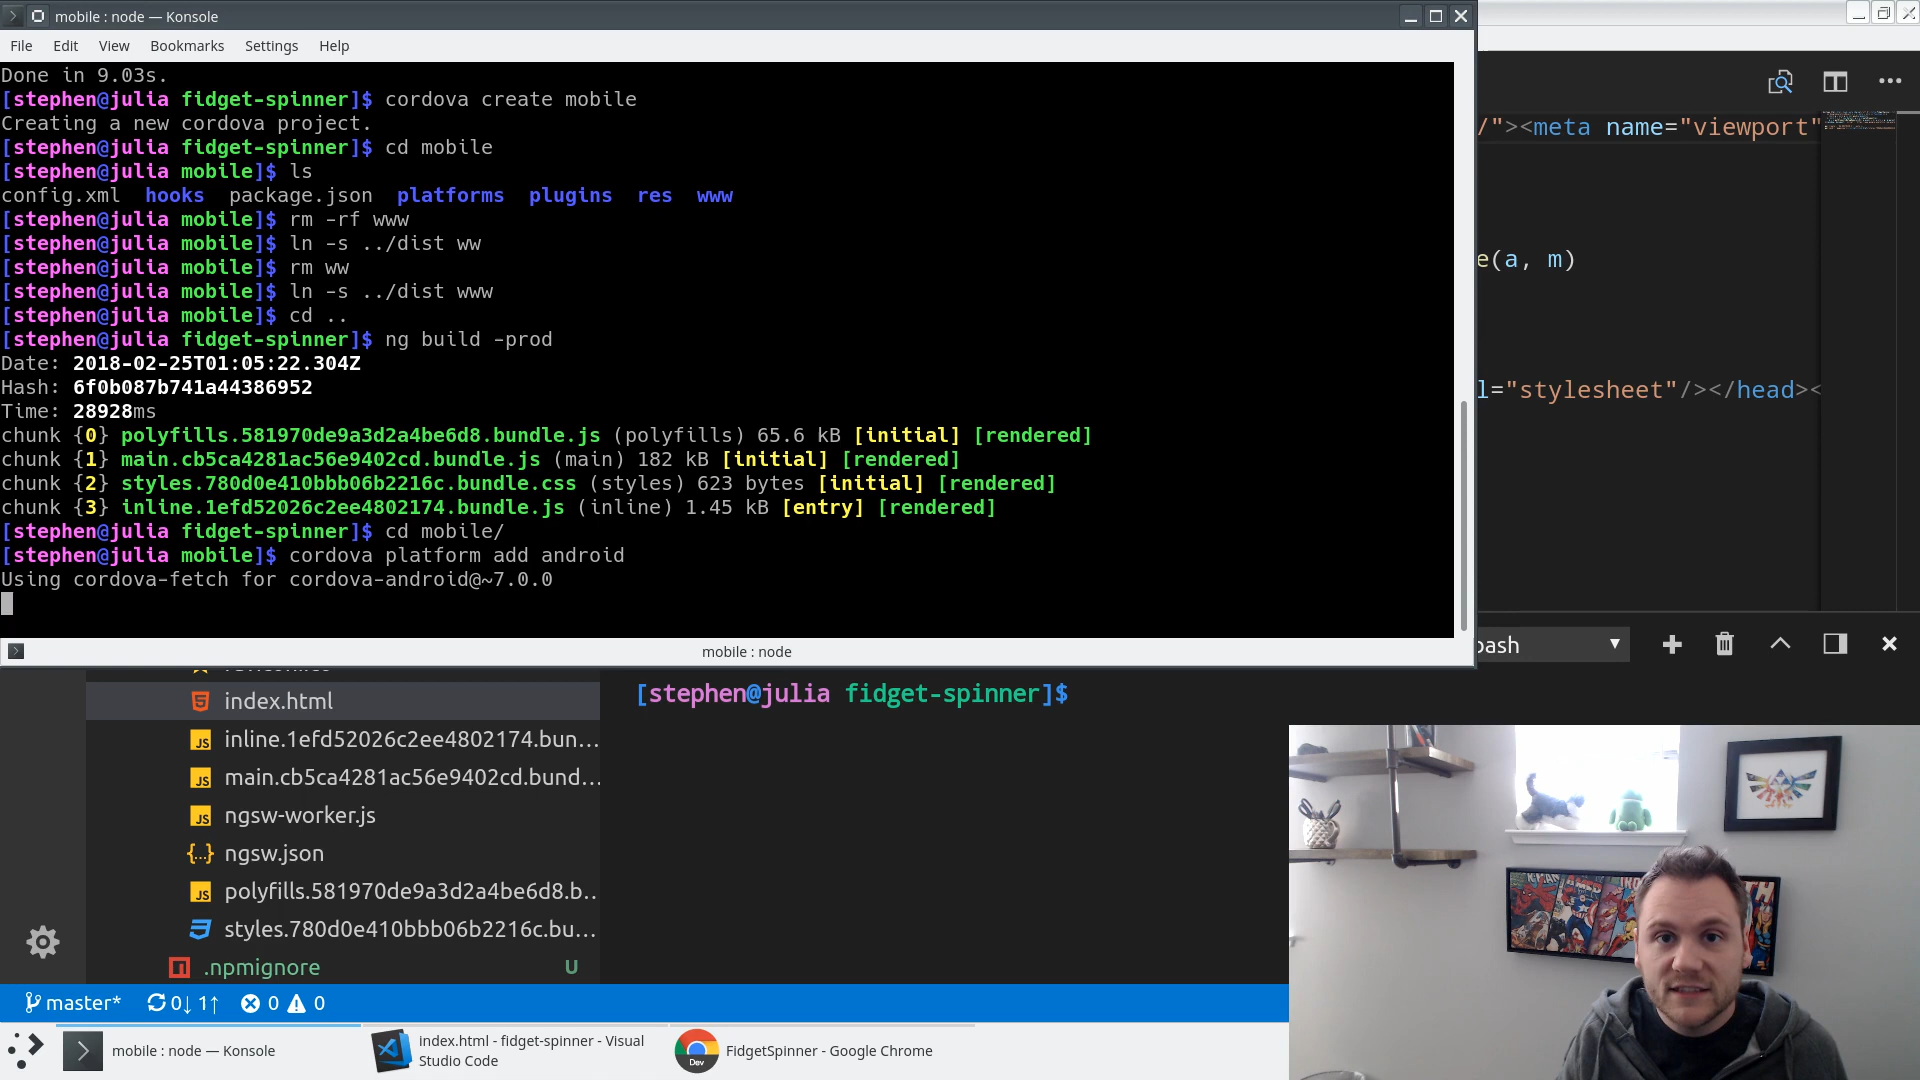 mobile : node — Konsole
File Edit View Bookmarks Settings Help
Done in 9.03s.
[stephen@julia fidget-spinner]$ cordova create mobile
Creating a new cordova project.
[stephen@julia fidget-spinner]$ cd mobile
[stephen@julia mobile]$ ls
config.xml hooks package.json platforms plugins res www
[stephen@julia mobile]$ rm -rf www
[stephen@julia mobile]$ ln -s ../dist ww
[stephen@julia mobile]$ rm ww
[stephen@julia mobile]$ ln -s ../dist www
[stephen@julia mobile]$ cd ..
[stephen@julia fidget-spinner]$ ng build -prod
Date: 2018-02-25T01:05:22.304Z
Hash: 6f0b087b741a44386952
Time: 28928ms
chunk {0} polyfills.581970de9a3d2a4be6d8.bundle.js (polyfills) 65.6 kB [initial] [rendered]
chunk {1} main.cb5ca4281ac56e9402cd.bundle.js (main) 182 kB [initial] [rendered]
chunk {2} styles.780d0e410bbb06b2216c.bundle.css (styles) 623 bytes [initial] [rendered]
chunk {3} inline.1efd52026c2ee4802174.bundle.js (inline) 1.45 kB [entry] [rendered]
[stephen@julia fidget-spinner]$ cd mobile/
[stephen@julia mobile]$ cordova platform add android
Using cordova-fetch for cordova-android@~7.0.0
mobile : node
/"><meta name="viewport"
e(a, m)
l="stylesheet"/></head><
bash
[stephen@julia fidget-spinner]$
index.html
inline.1efd52026c2ee4802174.bun...
main.cb5ca4281ac56e9402cd.bund...
ngsw-worker.js
ngsw.json
polyfills.581970de9a3d2a4be6d8.b...
styles.780d0e410bbb06b2216c.bu...
.npmignore U
master* 0↓ 1↑ 0 0
mobile : node — Konsole
index.html - fidget-spinner - Visual
Studio Code
Dev
FidgetSpinner - Google Chrome